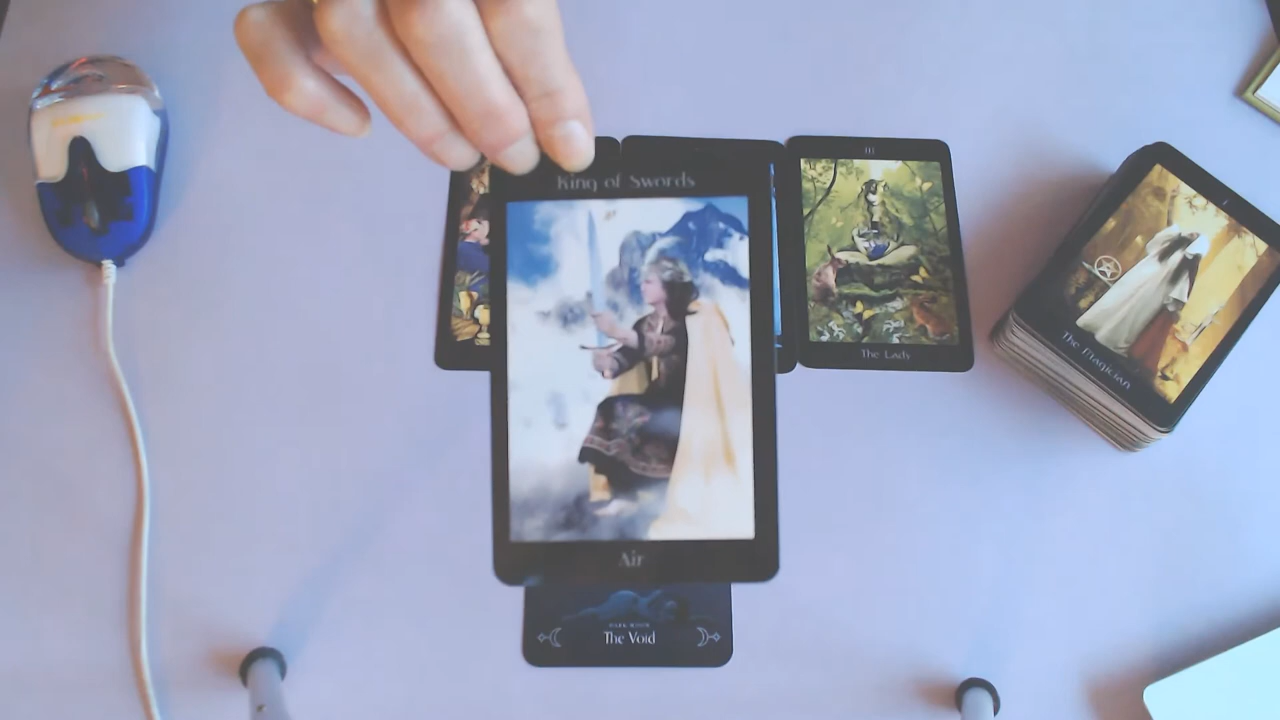 King of Swords
Air
III
The Lady
I
The Magician
DARK MOON
The Void